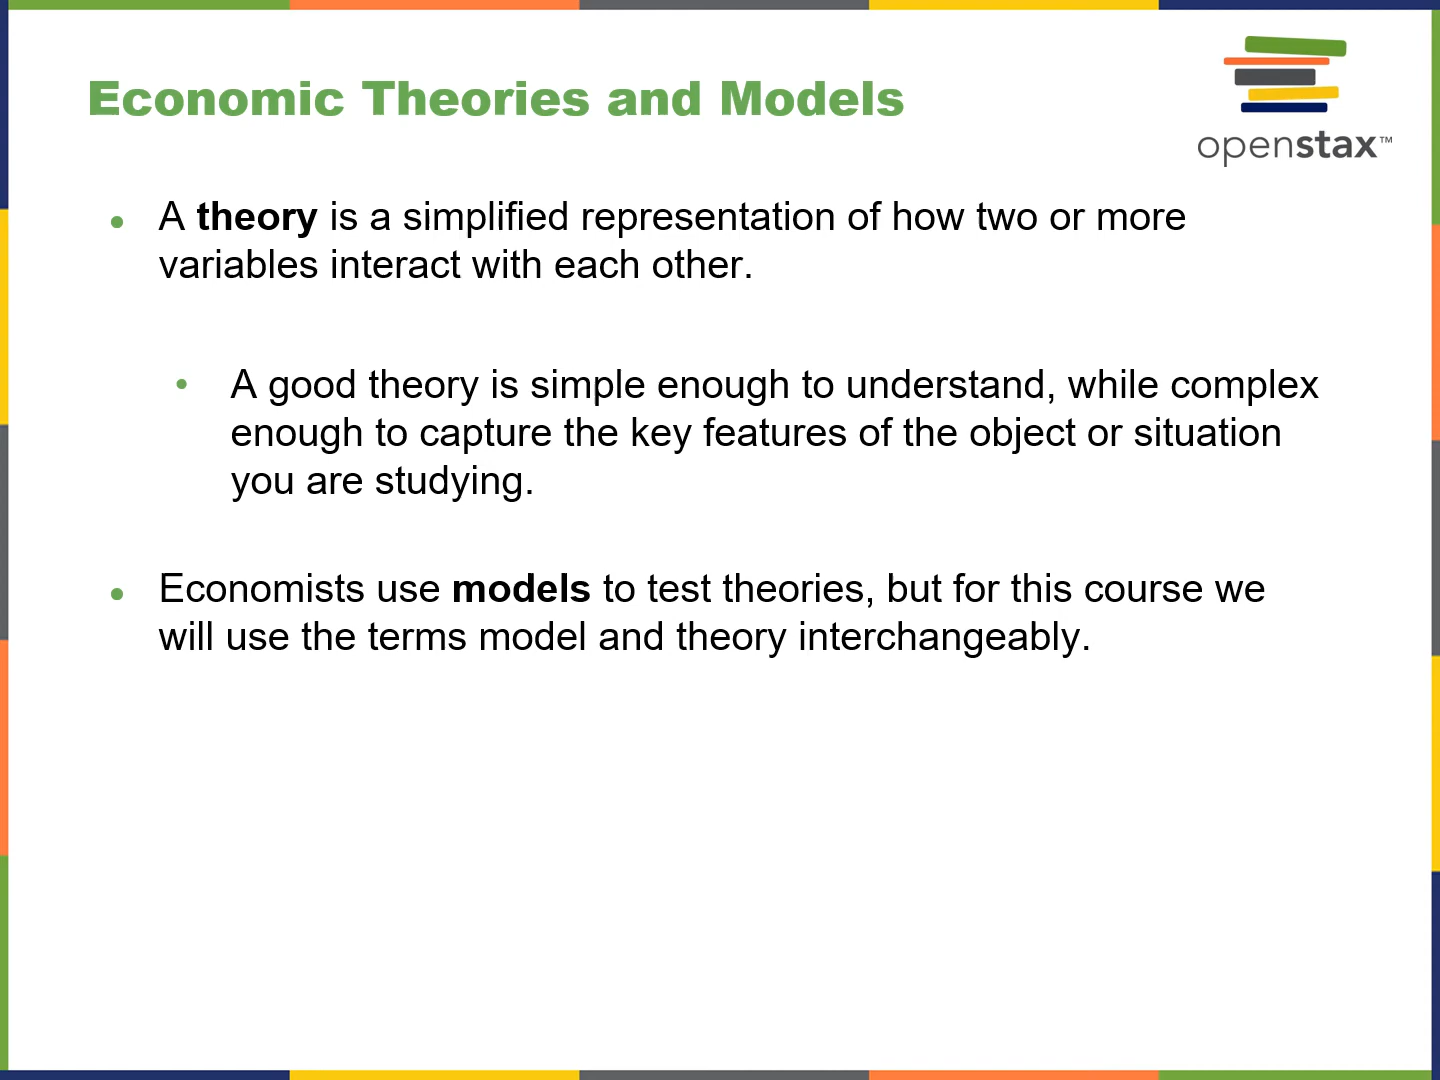 Economic Theories and Models
openstax™
● A theory is a simplified representation of how two or more
variables interact with each other.
• A good theory is simple enough to understand, while complex
enough to capture the key features of the object or situation
you are studying.
● Economists use models to test theories, but for this course we
will use the terms model and theory interchangeably.